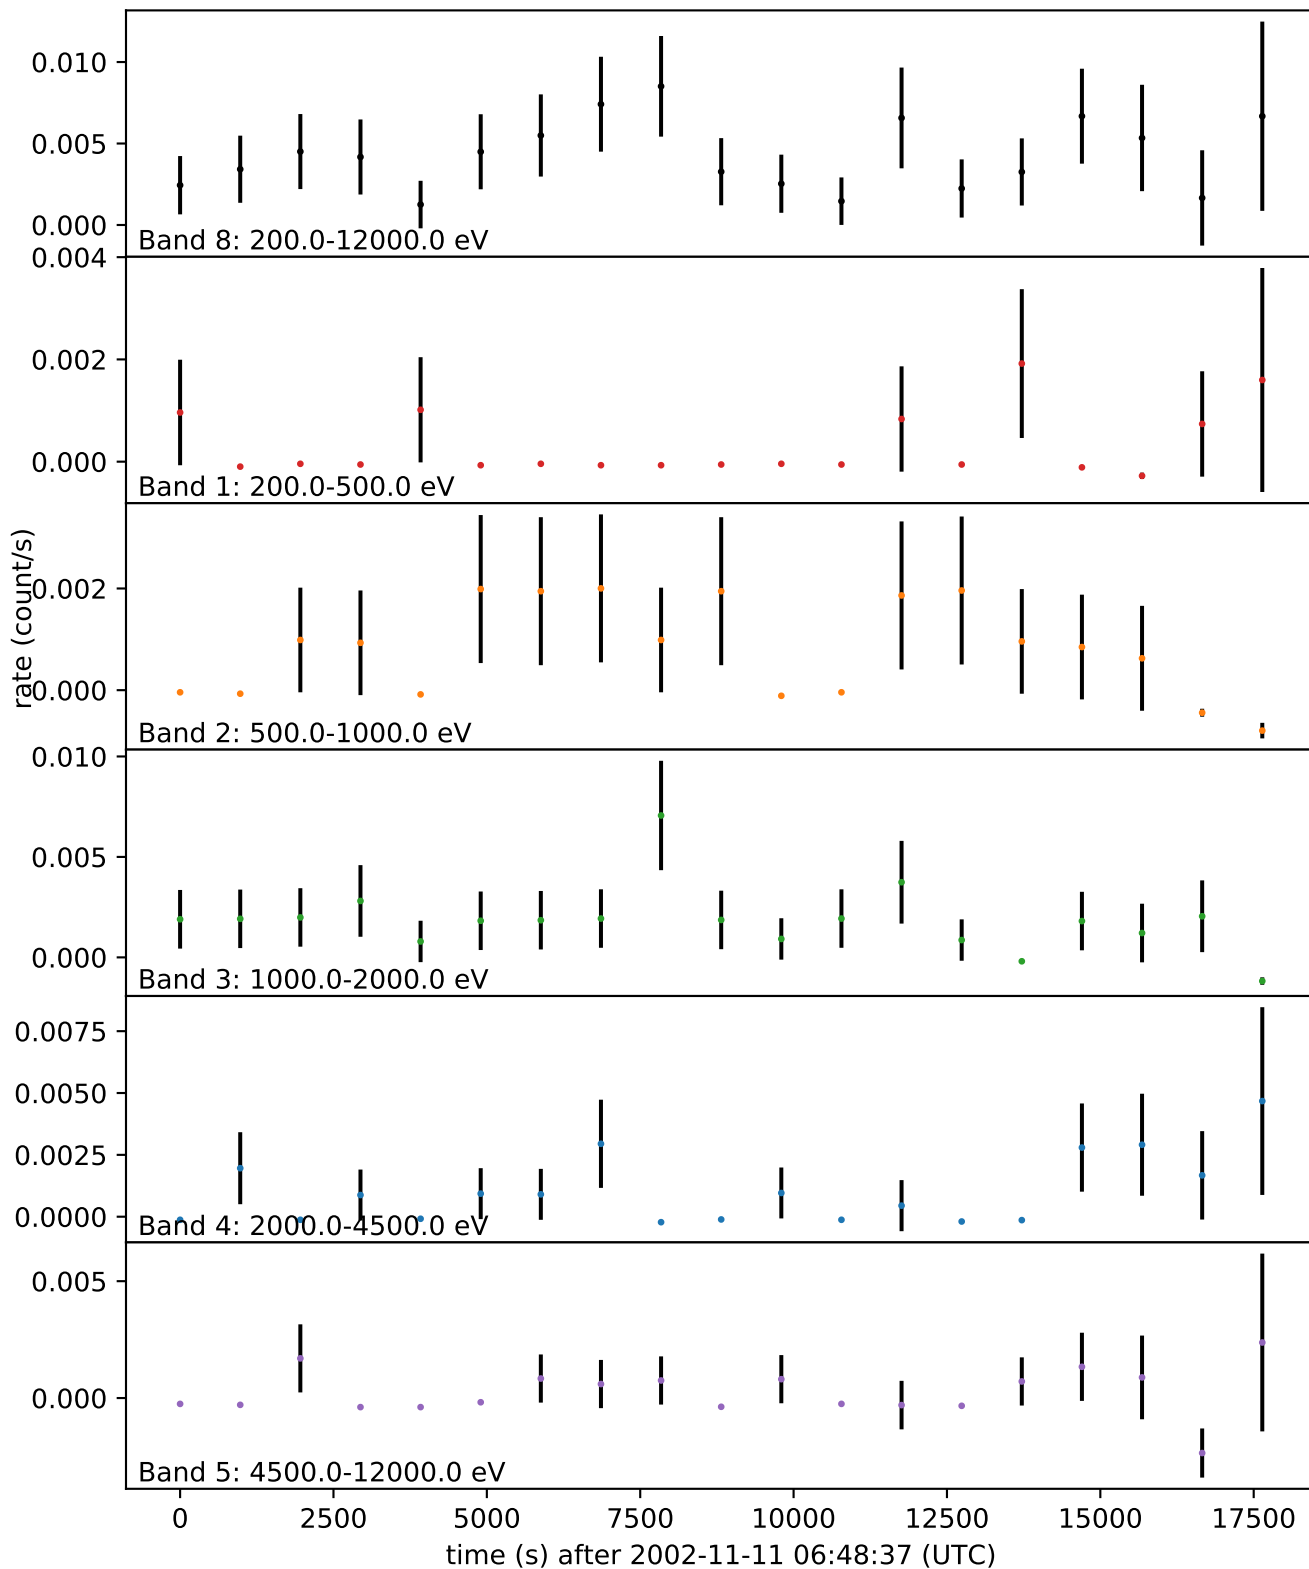 0.010
0.005
0.000
Band 8: 200.0-12000.0 eV
0.004
0.002
0.000
Band 1: 200.0-500.0 eV
rate (count/s)
0.002
0.000
Band 2: 500.0-1000.0 eV
0.010
0.005
0.000
Band 3: 1000.0-2000.0 eV
0.0075
0.0050
0.0025
0.0000
Band 4: 2000.0-4500.0 eV
0.005
0.000
Band 5: 4500.0-12000.0 eV
0 2500 5000 7500 10000 12500 15000 17500
time (s) after 2002-11-11 06:48:37 (UTC)